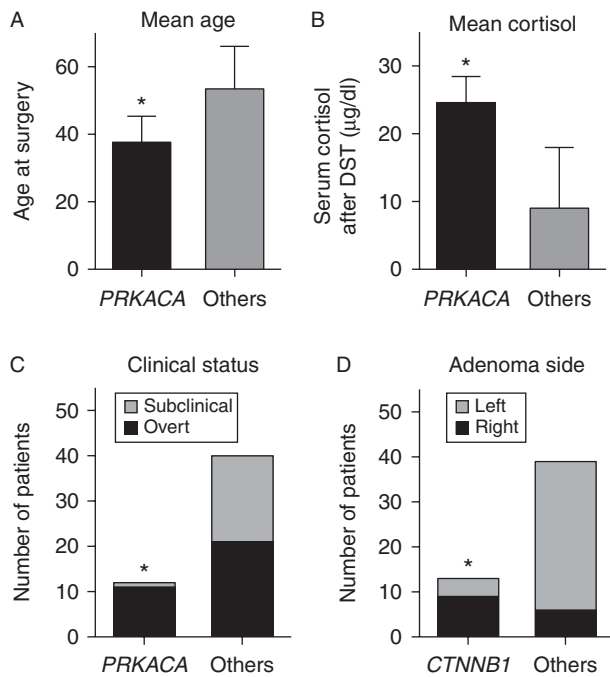 A
Mean age
Age at surgery
60
40
20
0
*
PRKACA
Others
B
Mean cortisol
Serum cortisol
after DST (μg/dl)
30
20
10
0
*
PRKACA
Others
C
Clinical status
Number of patients
50
40
30
20
10
0
Subclinical
Overt
*
PRKACA
Others
D
Adenoma side
Number of patients
50
40
30
20
10
0
Left
Right
*
CTNNB1
Others